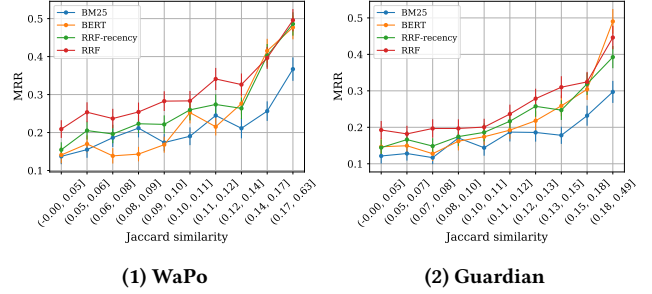 BM25
BERT
RRF-recency
RRF
MRR
0.5
0.4
0.3
0.2
0.1
(-0.00, 0.05]
(0.05, 0.06]
(0.06, 0.08]
(0.08, 0.09]
(0.09, 0.10]
(0.10, 0.11]
(0.11, 0.12]
(0.12, 0.14]
(0.14, 0.17]
(0.17, 0.63]
Jaccard similarity
(1) WaPo
BM25
BERT
RRF-recency
RRF
MRR
0.5
0.4
0.3
0.2
0.1
(-0.00, 0.05]
(0.05, 0.07]
(0.07, 0.08]
(0.08, 0.10]
(0.10, 0.11]
(0.11, 0.12]
(0.12, 0.13]
(0.13, 0.15]
(0.15, 0.18]
(0.18, 0.49]
Jaccard similarity
(2) Guardian